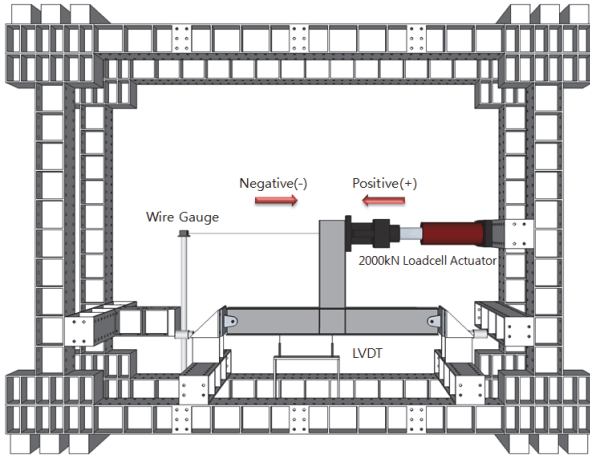 Negative(-)
Positive(+)
Wire Gauge
2000kN Loadcell Actuator
LVDT